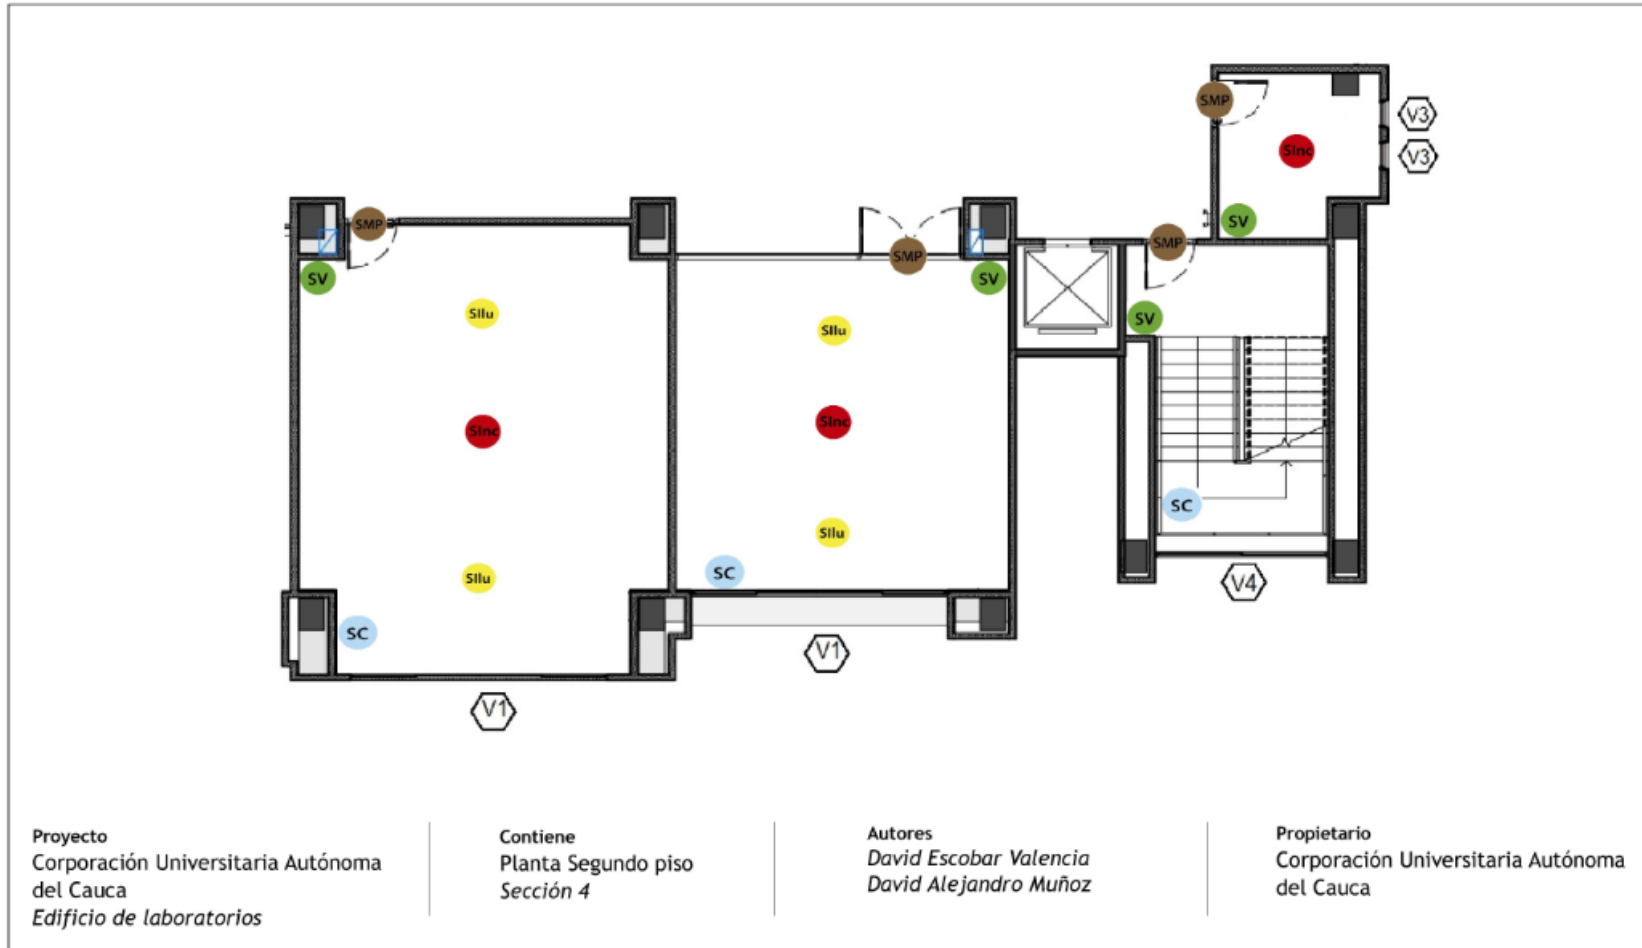 SMP
V3
SInc
V3
SMP
SV
SMP
SMP
SV
SV
SIlu
SV
SIlu
SInc
SInc
SC
SIlu
SC
SIlu
V4
SC
V1
V1
Proyecto
Corporación Universitaria Autónoma
del Cauca
Edificio de laboratorios
Contiene
Planta Segundo piso
Sección 4
Autores
David Escobar Valencia
David Alejandro Muñoz
Propietario
Corporación Universitaria Autónoma
del Cauca